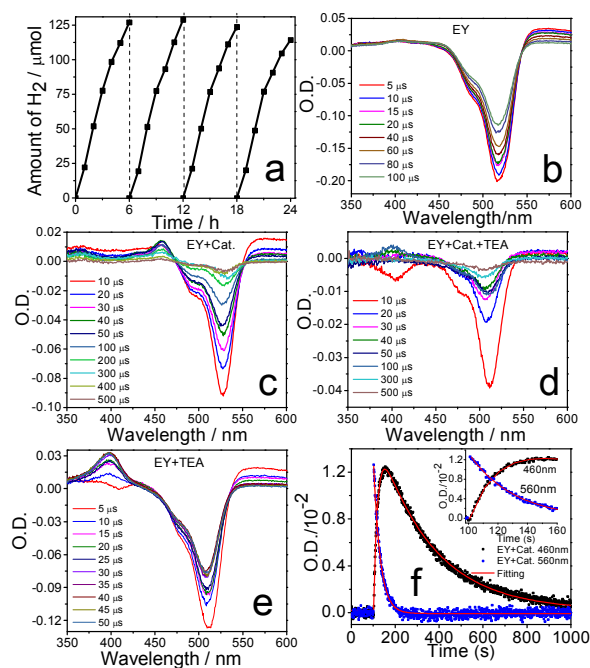 Amount of H2 / μmol
125
100
75
50
25
0
0 6 12 18 24
Time / h
a
O.D.
0.00
-0.05
-0.10
-0.15
-0.20
EY
5 μs
10 μs
15 μs
20 μs
40 μs
60 μs
80 μs
100 μs
350 400 450 500 550 600
Wavelength/nm
b
O.D.
0.02
0.00
-0.02
-0.04
-0.06
-0.08
-0.10
EY+Cat.
10 μs
20 μs
30 μs
40 μs
50 μs
100 μs
200 μs
300 μs
400 μs
500 μs
350 400 450 500 550 600
Wavelength / nm
c
O.D.
0.00
-0.01
-0.02
-0.03
-0.04
EY+Cat.+TEA
10 μs
20 μs
30 μs
40 μs
50 μs
100 μs
300 μs
500 μs
350 400 450 500 550 600
Wavelength / nm
d
O.D.
0.03
0.00
-0.03
-0.06
-0.09
-0.12
EY+TEA
5 μs
10 μs
15 μs
20 μs
25 μs
30 μs
35 μs
40 μs
45 μs
50 μs
350 400 450 500 550 600
Wavelength / nm
e
O.D./10-2
1.2
0.8
0.4
0.0
O.D./10-2
1.2
0.8
0.4
0.0
460nm
560nm
100 120 140 160
Time (s)
EY+Cat. 460nm
EY+Cat. 560nm
Fitting
f
0 200 400 600 800 1000
Time (s)